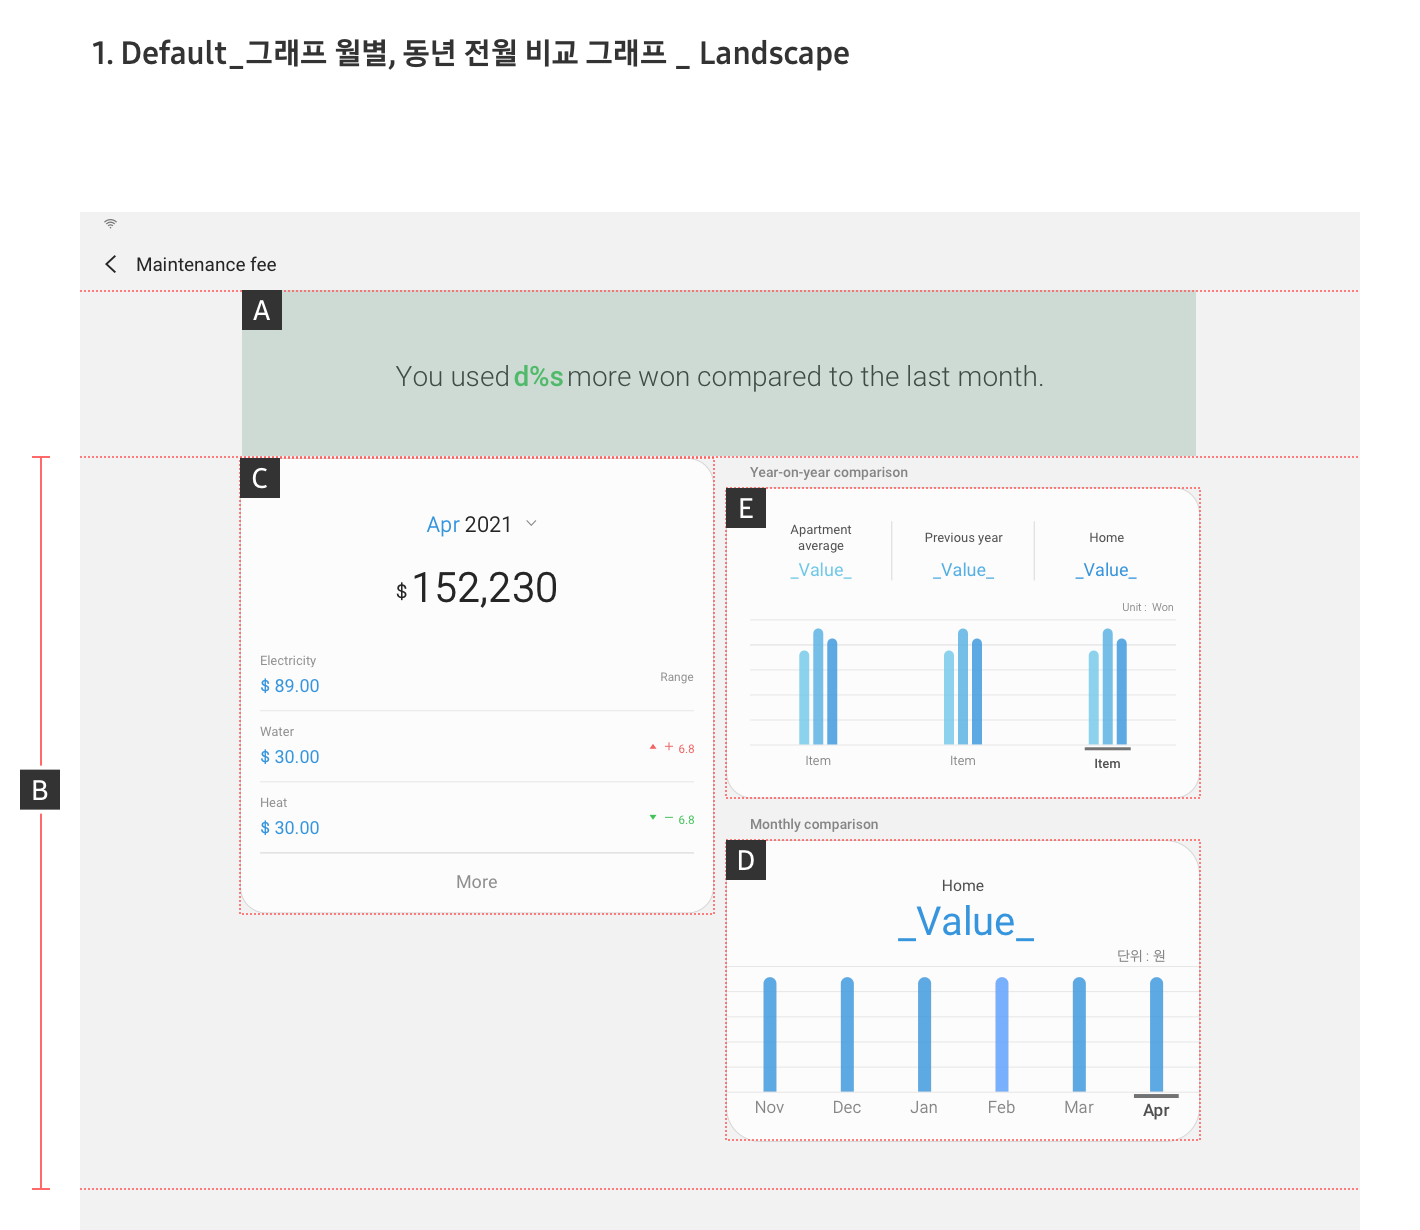 1. Default_그래프 월별, 동년 전월 비교 그래프 _ Landscape
Maintenance fee
A
You used d%s more won compared to the last month.
B
C
Apr 2021
$ 152,230
Electricity
$ 89.00
Range
Water
$ 30.00
+ 6.8
Heat
$ 30.00
− 6.8
More
Year-on-year comparison
E
Apartment
average
_Value_
Previous year
_Value_
Home
_Value_
Unit : Won
Item
Item
Item
Monthly comparison
D
Home
_Value_
단위 : 원
Nov Dec Jan Feb Mar Apr